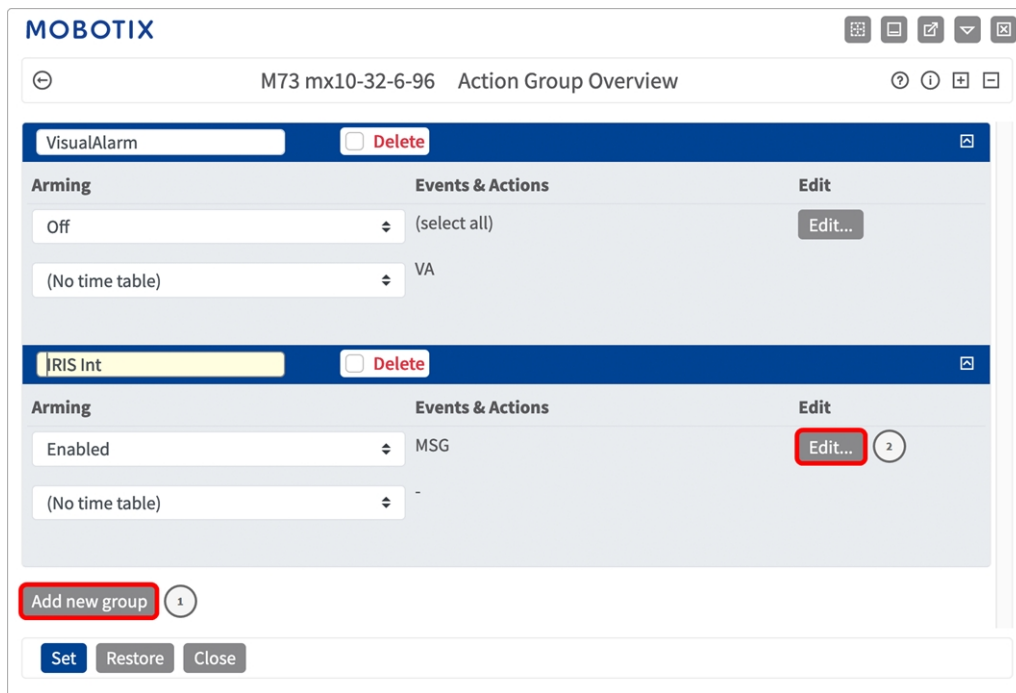 MOBOTIX
M73 mx10-32-6-96 Action Group Overview
VisualAlarm Delete
Arming Events & Actions Edit
Off (select all) Edit...
(No time table) VA
IRIS Int Delete
Arming Events & Actions Edit
Enabled MSG Edit... 2
(No time table) -
Add new group 1
Set Restore Close